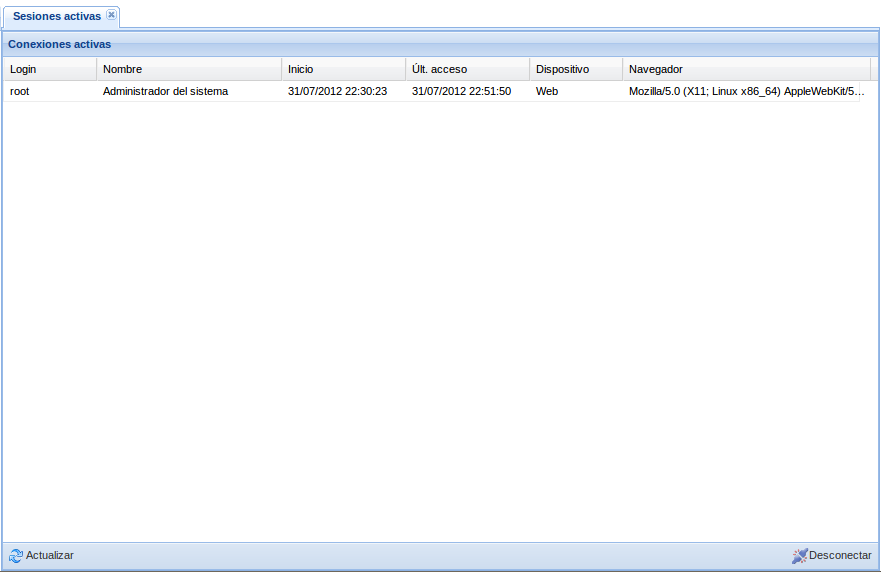 Sesiones activas
Conexiones activas
Login Nombre Inicio Últ. acceso Dispositivo Navegador
root Administrador del sistema 31/07/2012 22:30:23 31/07/2012 22:51:50 Web Mozilla/5.0 (X11; Linux x86_64) AppleWebKit/5...
Actualizar Desconectar